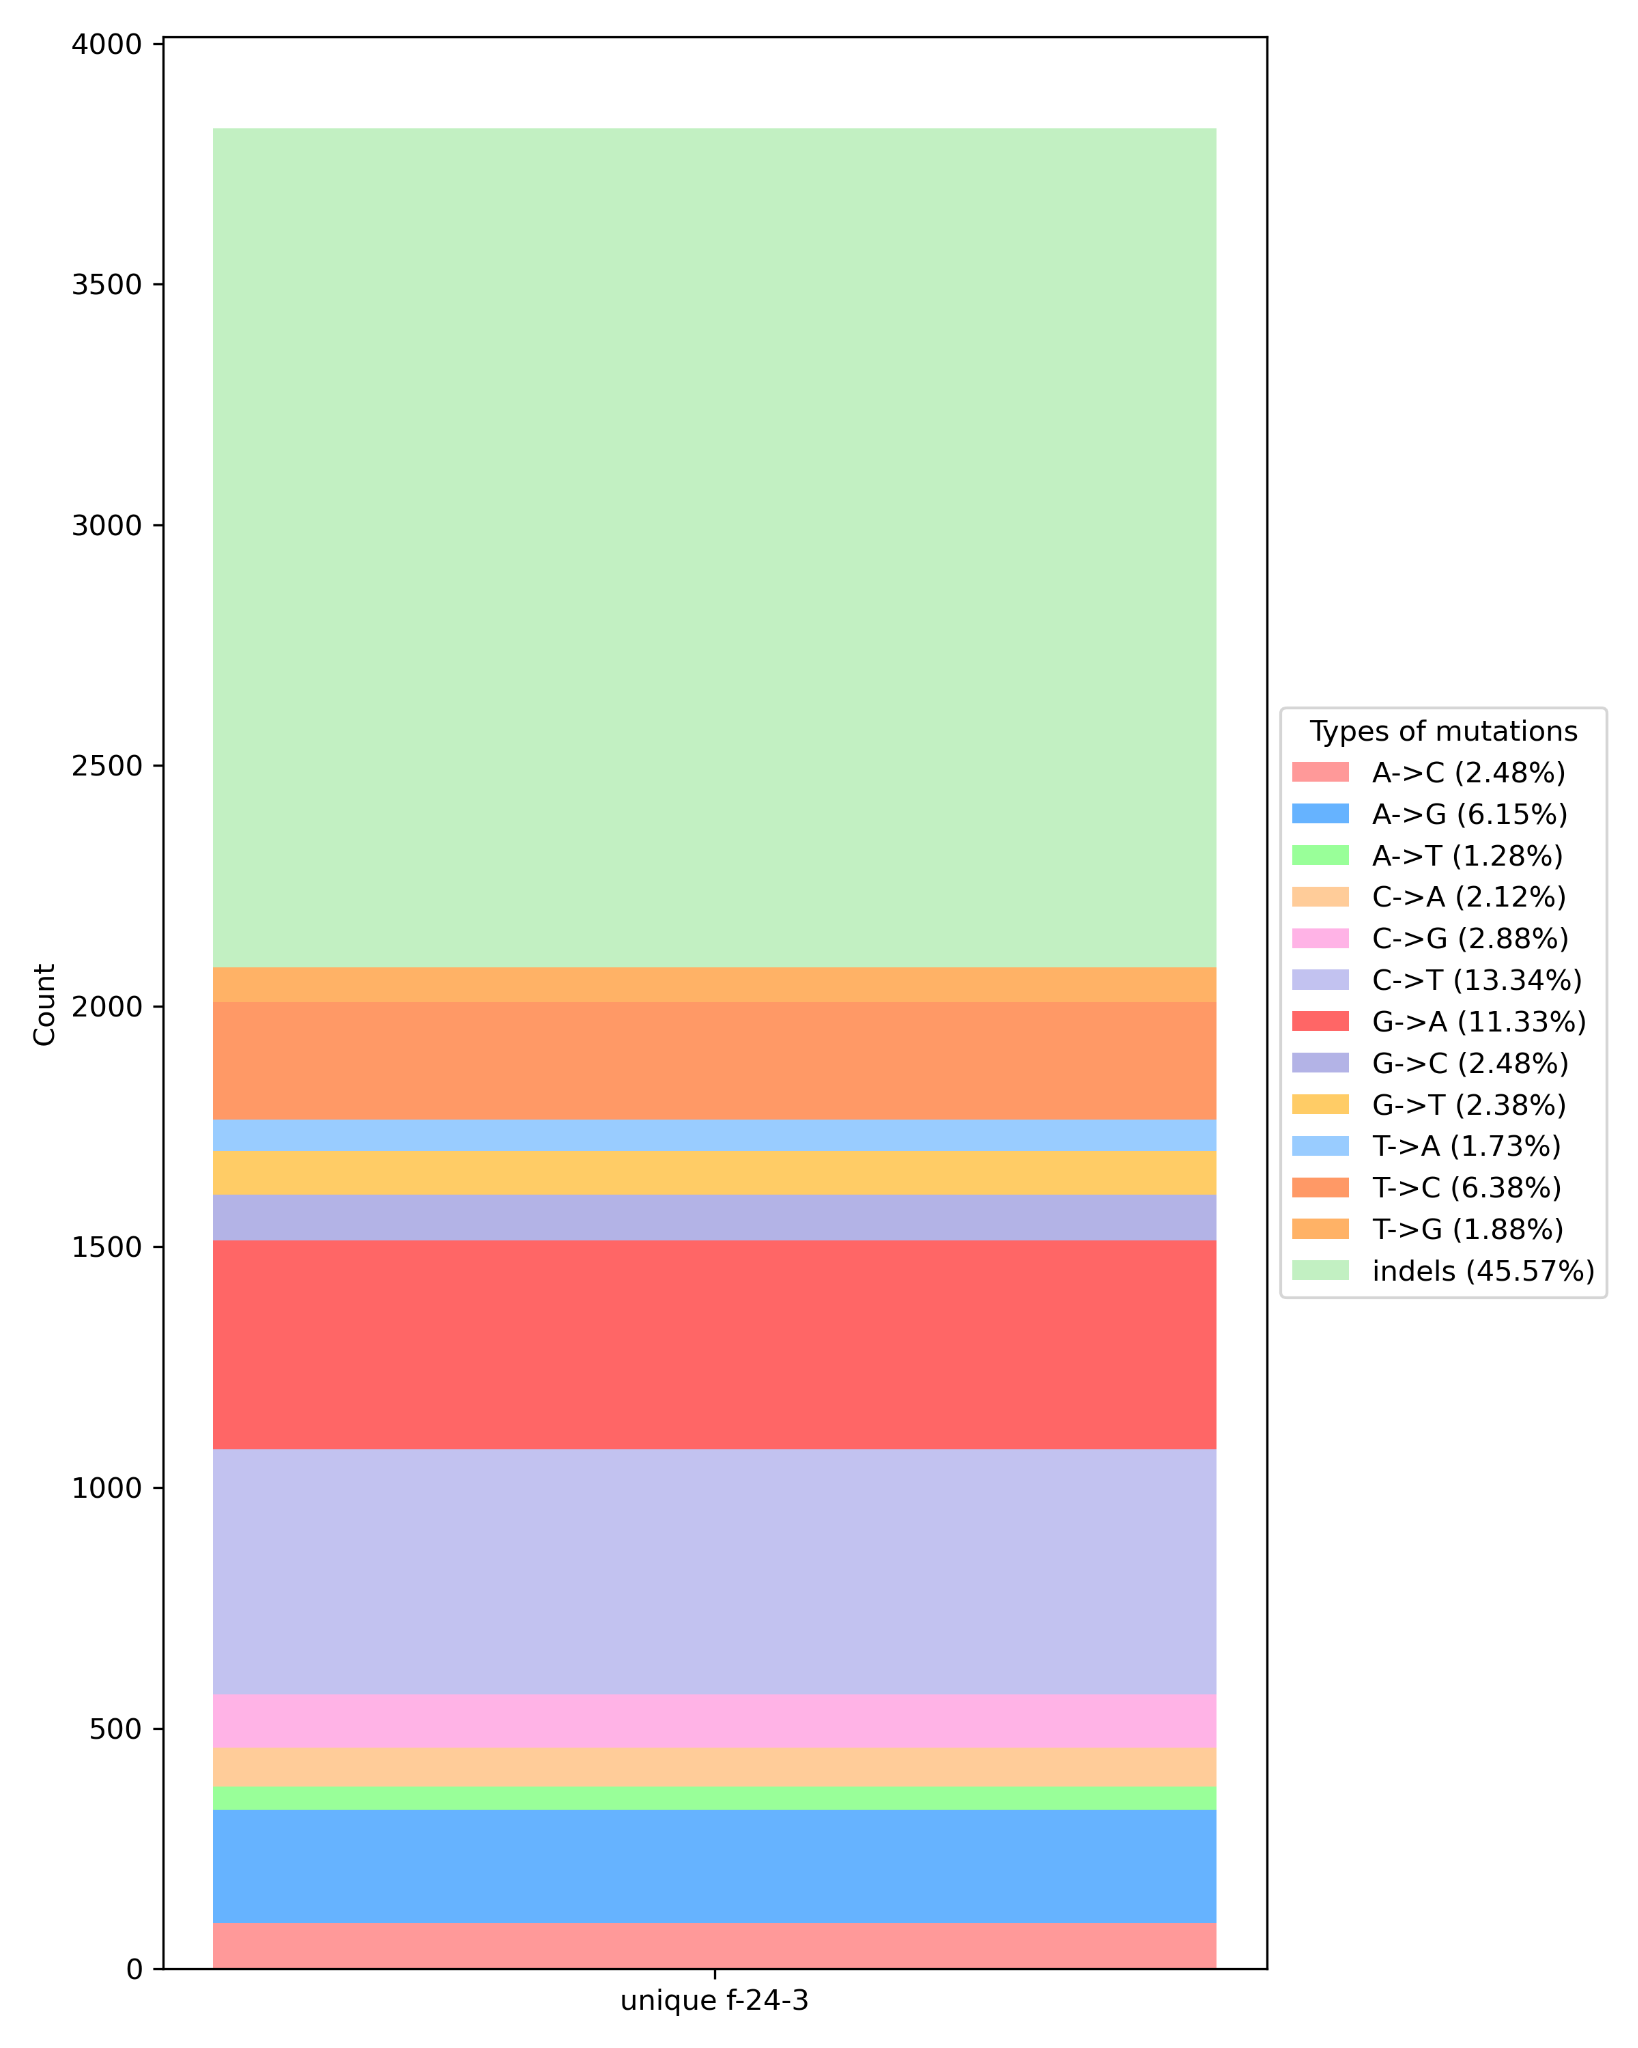 4000
3500
3000
2500
2000
1500
1000
500
0
Count
unique f-24-3
Types of mutations
A->C (2.48%)
A->G (6.15%)
A->T (1.28%)
C->A (2.12%)
C->G (2.88%)
C->T (13.34%)
G->A (11.33%)
G->C (2.48%)
G->T (2.38%)
T->A (1.73%)
T->C (6.38%)
T->G (1.88%)
indels (45.57%)